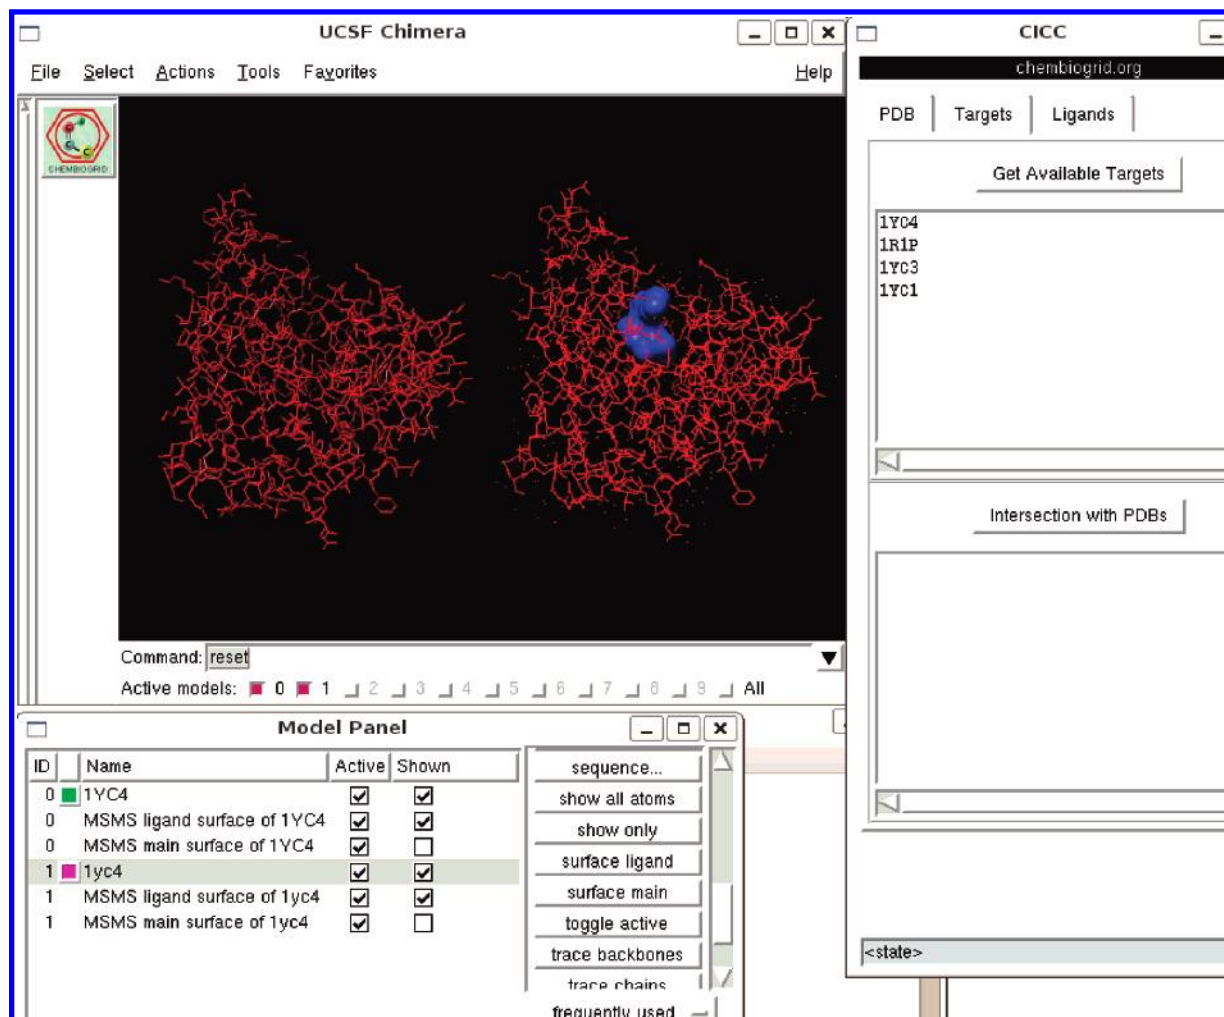 UCSF Chimera
File Select Actions Tools Favorites Help
CHEMBIOGRID
Command: reset
Active models: 0 1 2 3 4 5 6 7 8 9 All
CICC
chembiogrid.org
PDB Targets Ligands
Get Available Targets
1YC4
1R1P
1YC3
1YC1
Intersection with PDBs
<state>
Model Panel
ID Name Active Shown
0 1YC4
0 MSMS ligand surface of 1YC4
0 MSMS main surface of 1YC4
1 1yc4
1 MSMS ligand surface of 1yc4
1 MSMS main surface of 1yc4
sequence...
show all atoms
show only
surface ligand
surface main
toggle active
trace backbones
trace chains
frequently used